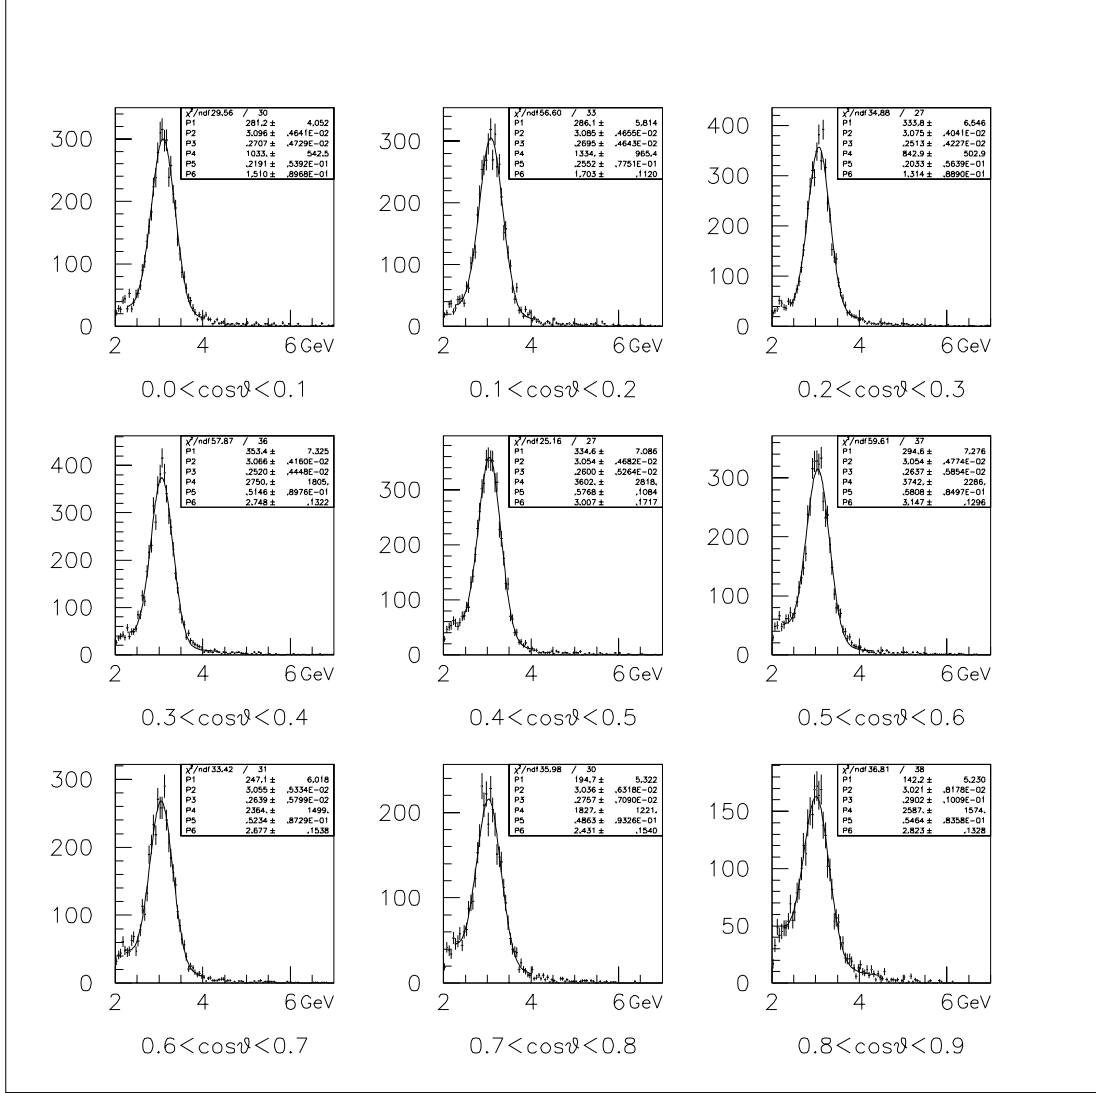 χ²/ndf 29.56 / 30
P1 281.2 ± 4.052
P2 3.096 ± .4641E-02
P3 .2707 ± .4729E-02
P4 1033. ± 542.5
P5 .2191 ± .5392E-01
P6 1.510 ± .8968E-01
300
200
100
0
2 4 6 GeV
0.0<cosϑ<0.1
χ²/ndf 56.60 / 33
P1 286.1 ± 5.814
P2 3.085 ± .4655E-02
P3 .2695 ± .4643E-02
P4 1334. ± 965.4
P5 .2552 ± .7751E-01
P6 1.703 ± .1120
300
200
100
0
2 4 6 GeV
0.1<cosϑ<0.2
χ²/ndf 34.88 / 27
P1 333.8 ± 6.546
P2 3.075 ± .4041E-02
P3 .2513 ± .4227E-02
P4 842.9 ± 502.9
P5 .2033 ± .5639E-01
P6 1.314 ± .8890E-01
400
300
200
100
0
2 4 6 GeV
0.2<cosϑ<0.3
χ²/ndf 57.87 / 36
P1 353.4 ± 7.325
P2 3.066 ± .4160E-02
P3 .2520 ± .4448E-02
P4 2750. ± 1805.
P5 .5146 ± .8976E-01
P6 2.748 ± .1322
400
300
200
100
0
2 4 6 GeV
0.3<cosϑ<0.4
χ²/ndf 25.16 / 27
P1 334.6 ± 7.086
P2 3.054 ± .4682E-02
P3 .2600 ± .5264E-02
P4 3602. ± 2818.
P5 .5768 ± .1084
P6 3.007 ± .1717
300
200
100
0
2 4 6 GeV
0.4<cosϑ<0.5
χ²/ndf 59.61 / 37
P1 294.6 ± 7.276
P2 3.054 ± .4774E-02
P3 .2637 ± .5854E-02
P4 3742. ± 2286.
P5 .5808 ± .8497E-01
P6 3.147 ± .1296
300
200
100
0
2 4 6 GeV
0.5<cosϑ<0.6
χ²/ndf 33.42 / 31
P1 247.1 ± 6.018
P2 3.055 ± .5334E-02
P3 .2639 ± .5799E-02
P4 2364. ± 1499.
P5 .5234 ± .8729E-01
P6 2.677 ± .1538
300
200
100
0
2 4 6 GeV
0.6<cosϑ<0.7
χ²/ndf 35.98 / 30
P1 194.7 ± 5.322
P2 3.036 ± .6318E-02
P3 .2757 ± .7090E-02
P4 1827. ± 1221.
P5 .4863 ± .9326E-01
P6 2.431 ± .1540
200
100
0
2 4 6 GeV
0.7<cosϑ<0.8
χ²/ndf 36.81 / 38
P1 142.2 ± 5.230
P2 3.021 ± .8178E-02
P3 .2902 ± .1009E-01
P4 2587. ± 1574.
P5 .5464 ± .8358E-01
P6 2.823 ± .1328
150
100
50
0
2 4 6 GeV
0.8<cosϑ<0.9